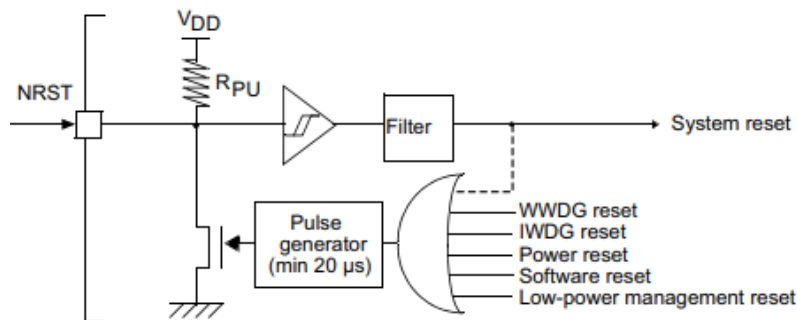 VDD
RPU
NRST
Filter
System reset
WWDG reset
IWDG reset
Power reset
Software reset
Low-power management reset
Pulse
generator
(min 20 µs)